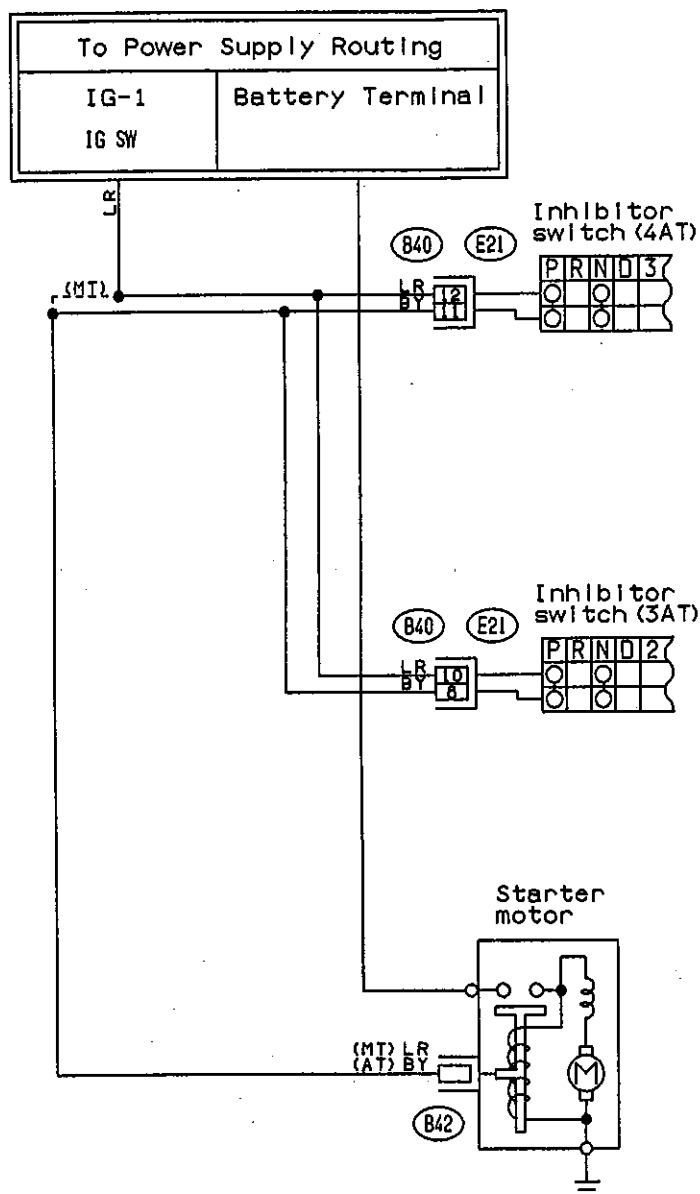 To Power Supply Routing
IG-1
IG SW
Battery Terminal
LR
Inhibitor
switch (4AT)
B40
E21
P R N D 3
(MT)
LR
BY
12
11
Inhibitor
switch (3AT)
B40
E21
P R N D 2
LR
BY
10
8
Starter
motor
(MT) LR
(AT) BY
M
B42